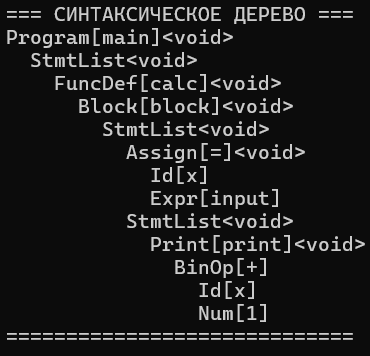 === СИНТАКСИЧЕСКОЕ ДЕРЕВО ===
Program[main]<void>
  StmtList<void>
    FuncDef[calc]<void>
      Block[block]<void>
        StmtList<void>
          Assign[=]<void>
            Id[x]
            Expr[input]
          StmtList<void>
            Print[print]<void>
              BinOp[+]
                Id[x]
                Num[1]
=============================